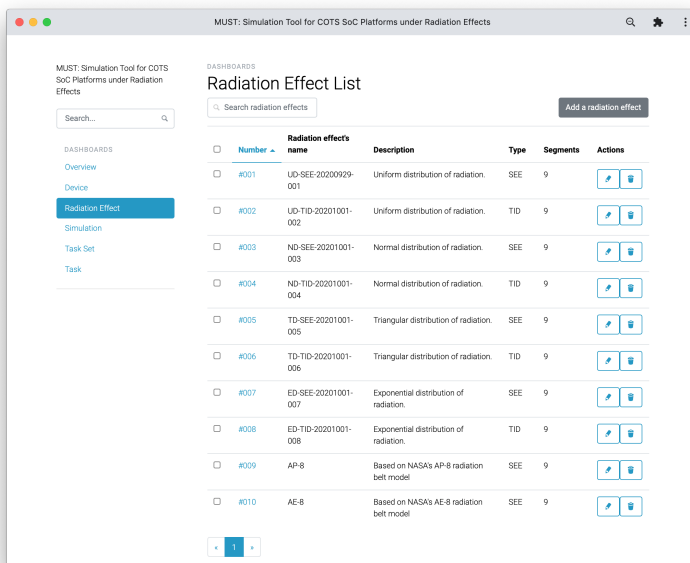 MUST: Simulation Tool for COTS SoC Platforms under Radiation Effects
MUST: Simulation Tool for COTS
SoC Platforms under Radiation
Effects
Search...
DASHBOARDS
Overview
Device
Radiation Effect
Simulation
Task Set
Task
DASHBOARDS
Radiation Effect List
Search radiation effects
Add a radiation effect
Number Radiation effect's name Description Type Segments Actions
#001 UD-SEE-20200929- Uniform distribution of radiation. SEE 9
001
#002 UD-TID-20201001- Uniform distribution of radiation. TID 9
002
#003 ND-SEE-20201001- Normal distribution of radiation. SEE 9
003
#004 ND-TID-20201001- Normal distribution of radiation. TID 9
004
#005 TD-SEE-20201001- Triangular distribution of radiation. SEE 9
005
#006 TD-TID-20201001- Triangular distribution of radiation. TID 9
006
#007 ED-SEE-20201001- Exponential distribution of SEE 9
007 radiation.
#008 ED-TID-20201001- Exponential distribution of TID 9
008 radiation.
#009 AP-8 Based on NASA's AP-8 radiation SEE 9
belt model
#010 AE-8 Based on NASA's AE-8 radiation SEE 9
belt model
« 1 »